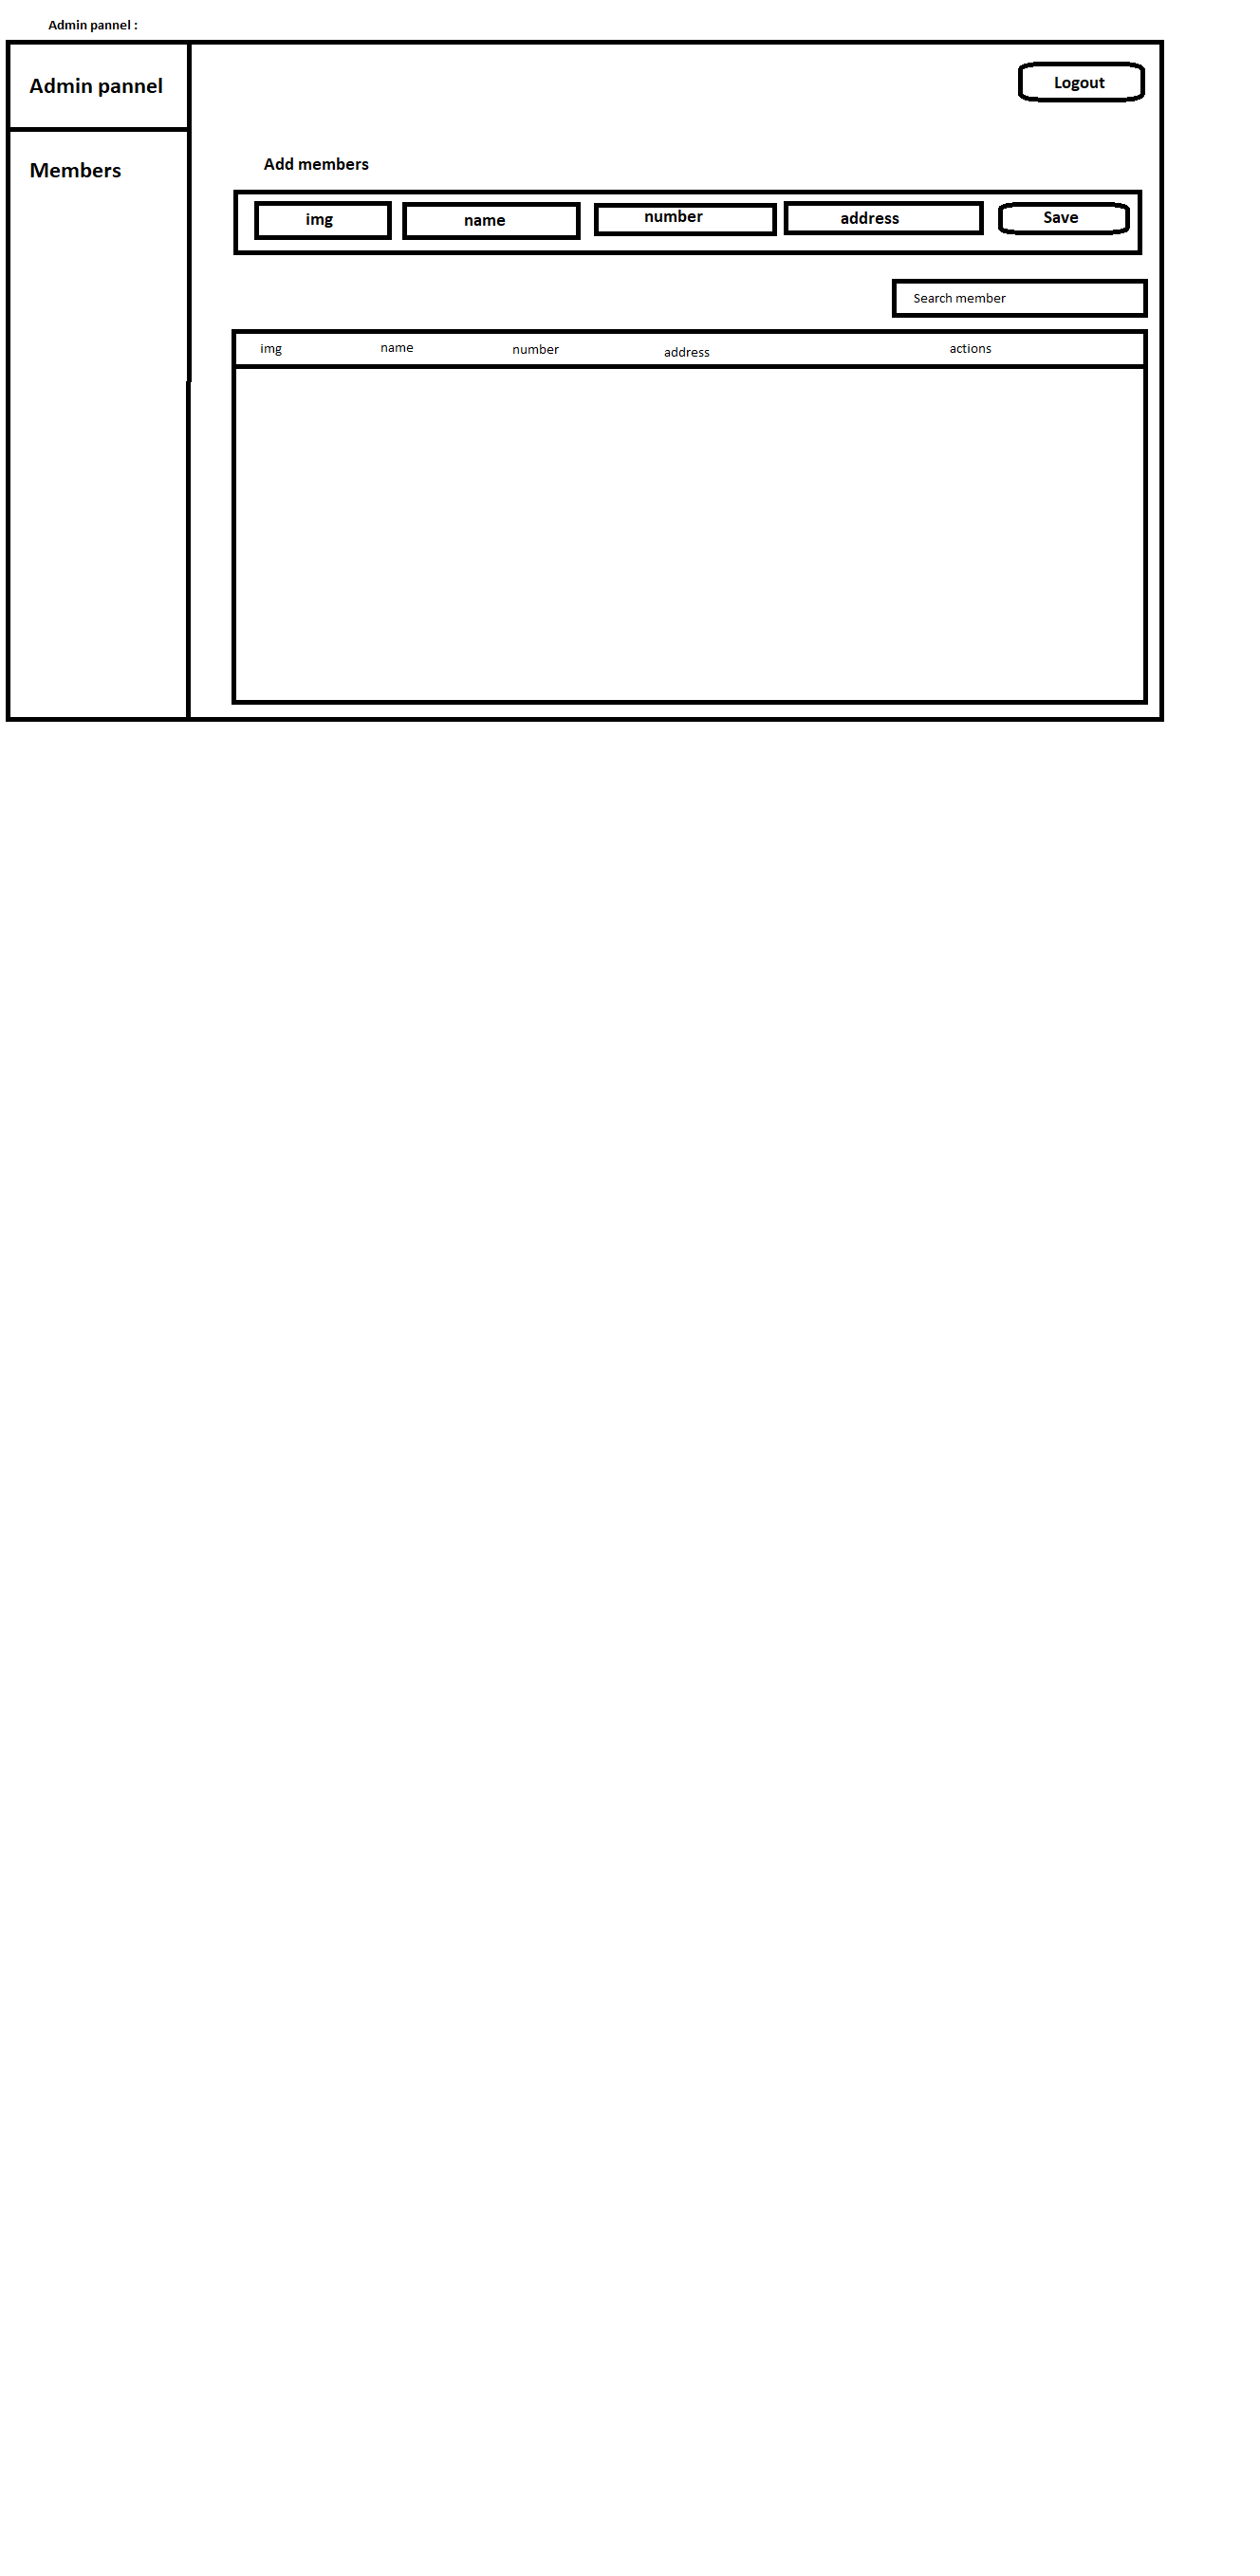 Admin pannel :
Admin pannel
Logout
Members
Add members
img name number address Save
Search member
img name number address actions